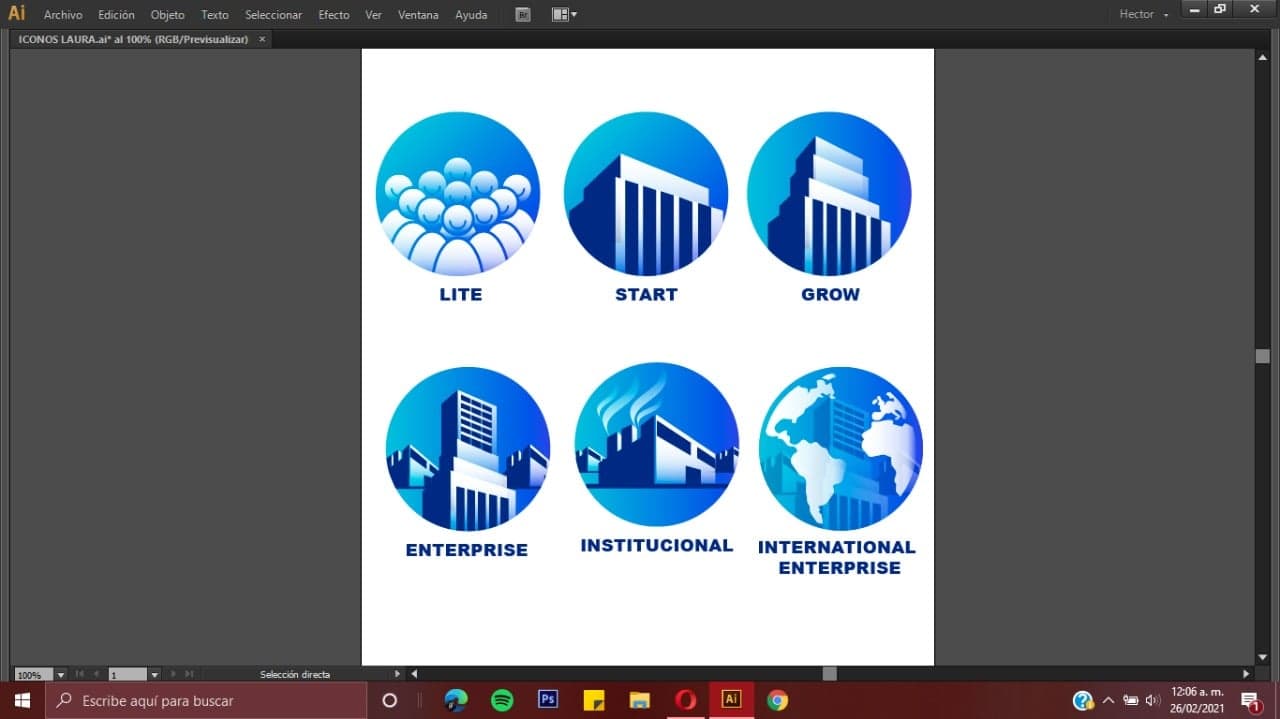 Ai Archivo Edición Objeto Texto Seleccionar Efecto Ver Ventana Ayuda Br Hector
ICONOS LAURA.ai* al 100% (RGB/Previsualizar) ×
LITE START GROW
ENTERPRISE INSTITUCIONAL INTERNATIONAL
ENTERPRISE
100% 1 Selección directa
Escribe aquí para buscar Ps Ai 12:06 a. m.
26/02/2021 1